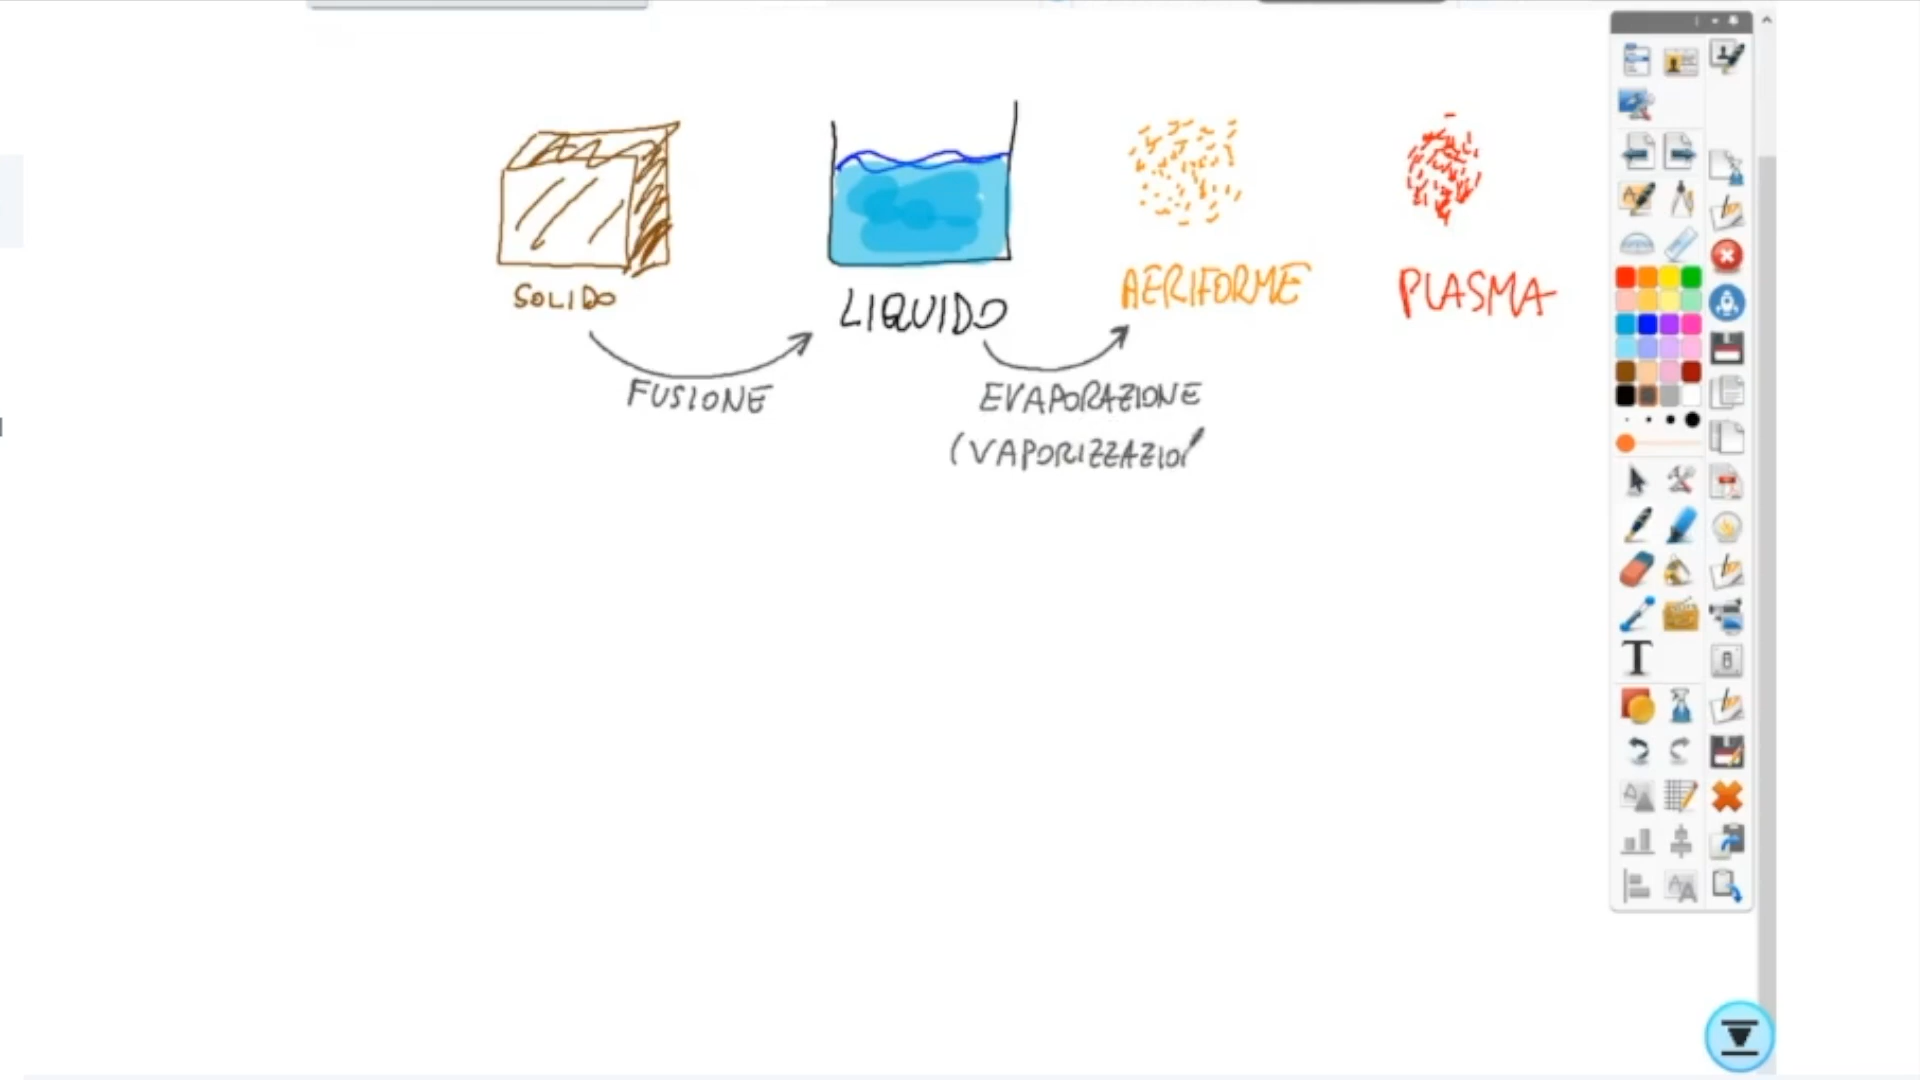 SOLIDO
LIQUIDO
AERIFORME
PLASMA
FUSIONE
EVAPORAZIONE
(VAPORIZZAZIO
T